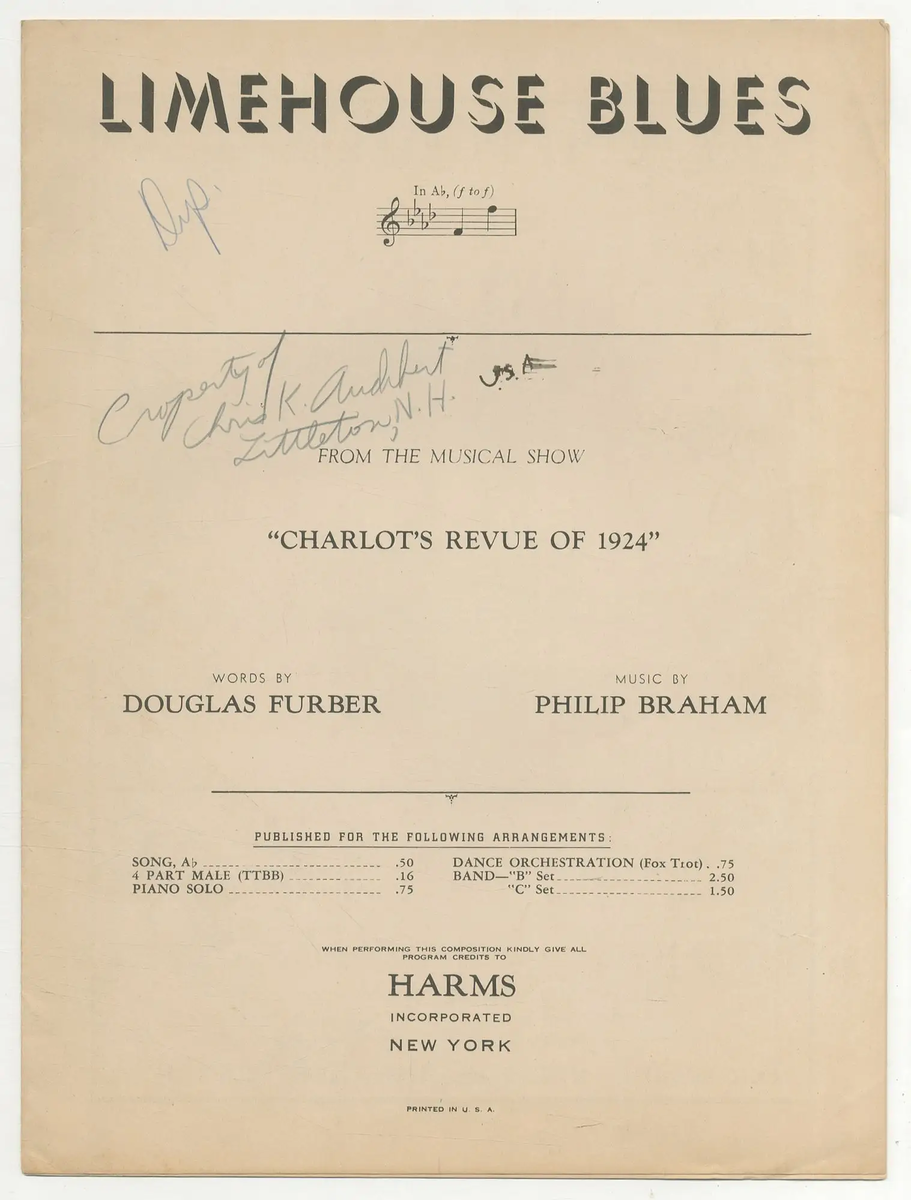 LIMEHOUSE BLUES
Dup.
In A♭, (f to f)
Property of
Chris K. Audibert
Littleton, N.H.
U.S.A
FROM THE MUSICAL SHOW
“CHARLOT’S REVUE OF 1924”
WORDS BY
DOUGLAS FURBER
MUSIC BY
PHILIP BRAHAM
PUBLISHED FOR THE FOLLOWING ARRANGEMENTS:
SONG, A♭ .50
4 PART MALE (TTBB) .16
PIANO SOLO .75
DANCE ORCHESTRATION (Fox Trot) . .75
BAND—“B” Set 2.50
“C” Set 1.50
WHEN PERFORMING THIS COMPOSITION KINDLY GIVE ALL
PROGRAM CREDITS TO
HARMS
INCORPORATED
NEW YORK
PRINTED IN U. S. A.